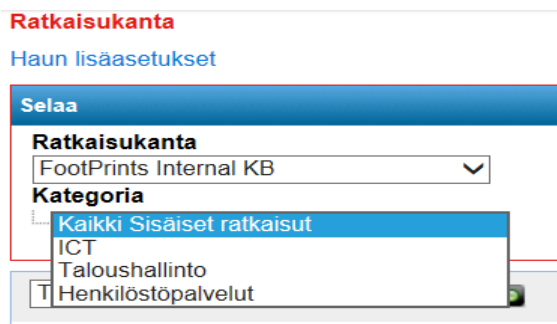 Ratkaisukanta
Haun lisäasetukset
Selaa
Ratkaisukanta
FootPrints Internal KB
Kategoria
Kaikki Sisäiset ratkaisut
ICT
Taloushallinto
Henkilöstöpalvelut